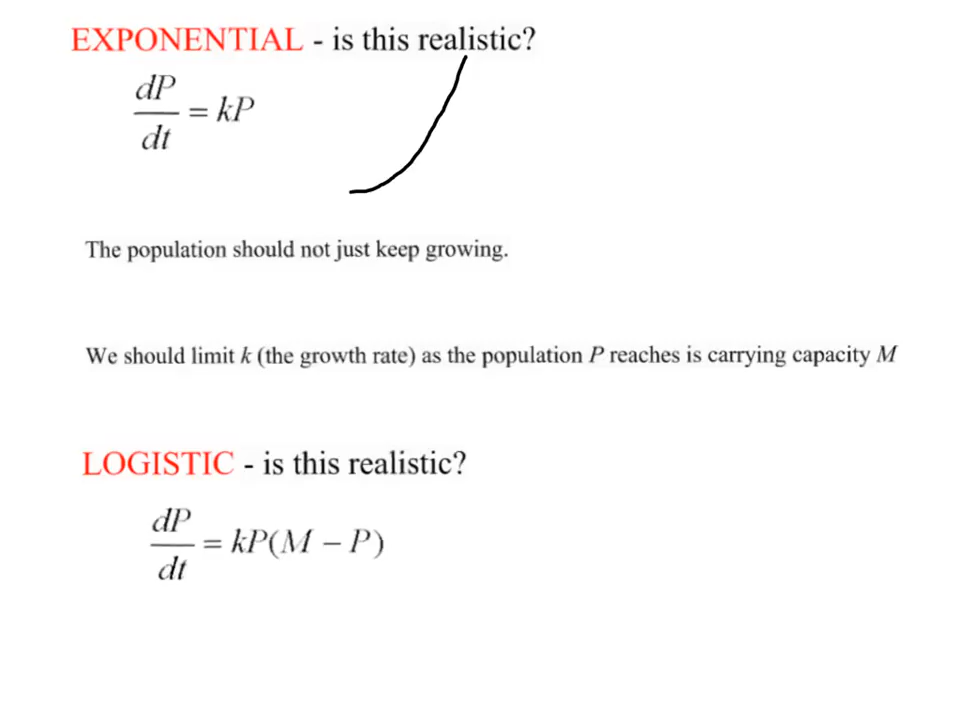 EXPONENTIAL - is this realistic?
dP/dt = kP
The population should not just keep growing.
We should limit k (the growth rate) as the population P reaches is carrying capacity M
LOGISTIC - is this realistic?
dP/dt = kP(M − P)